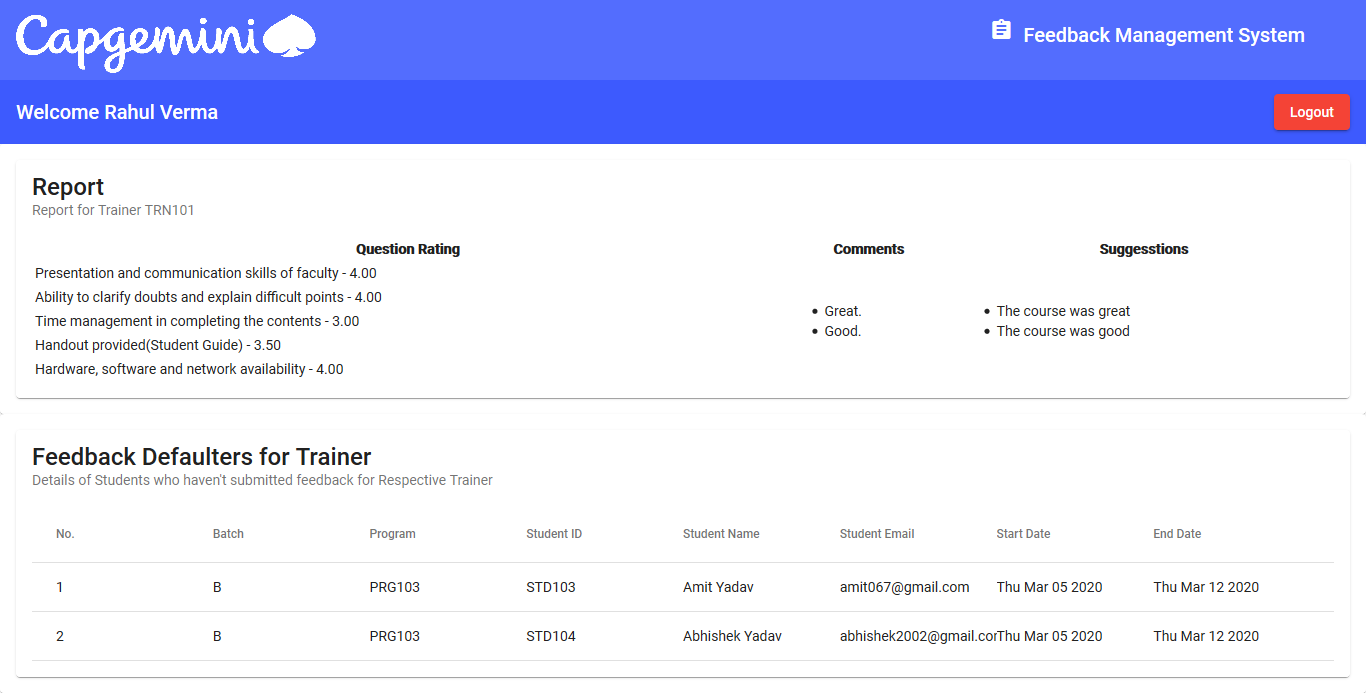 Capgemini
Feedback Management System
Welcome Rahul Verma
Logout
Report
Report for Trainer TRN101
Question Rating Comments Suggesstions
Presentation and communication skills of faculty - 4.00
Ability to clarify doubts and explain difficult points - 4.00
Time management in completing the contents - 3.00
Handout provided(Student Guide) - 3.50
Hardware, software and network availability - 4.00
• Great.
• Good.
• The course was great
• The course was good
Feedback Defaulters for Trainer
Details of Students who haven't submitted feedback for Respective Trainer
No. Batch Program Student ID Student Name Student Email Start Date End Date
1 B PRG103 STD103 Amit Yadav amit067@gmail.com Thu Mar 05 2020 Thu Mar 12 2020
2 B PRG103 STD104 Abhishek Yadav abhishek2002@gmail.cor Thu Mar 05 2020 Thu Mar 12 2020